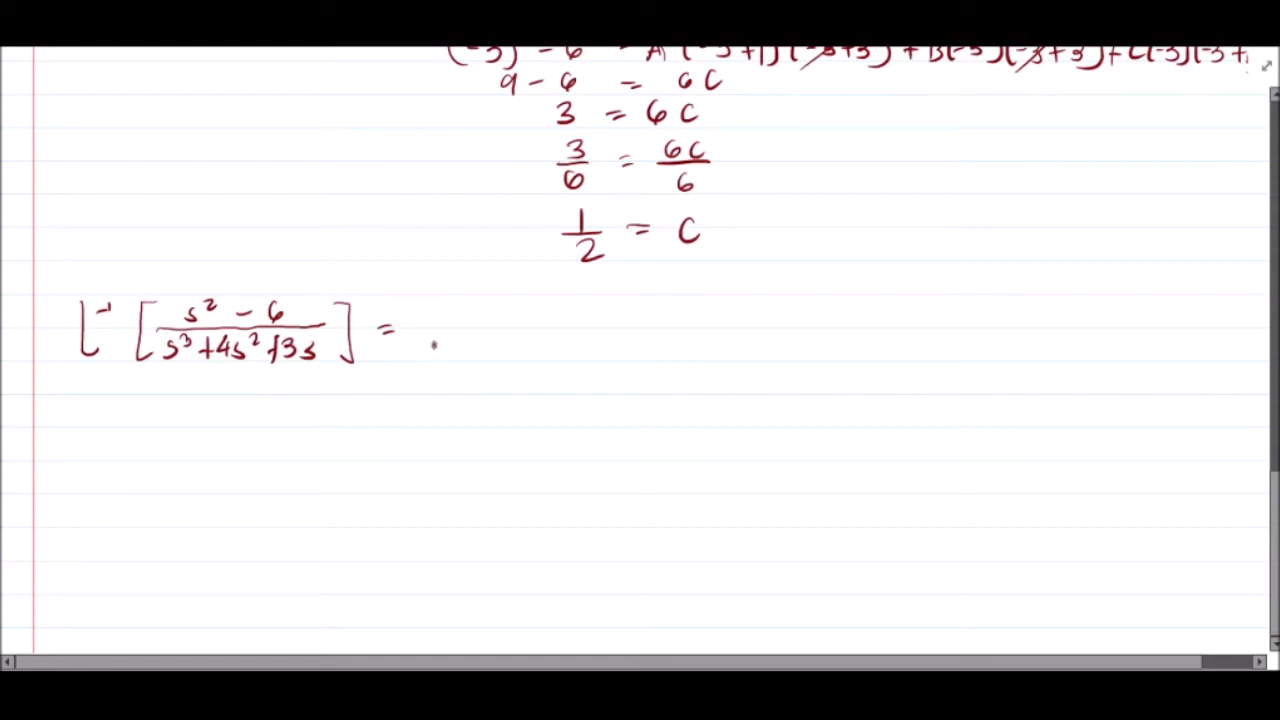 9 - 6 = 6C
3 = 6C
3/6 = 6C/6
1/2 = C
L⁻¹ [ s² - 6 / s³ + 4s² + 3s ] =